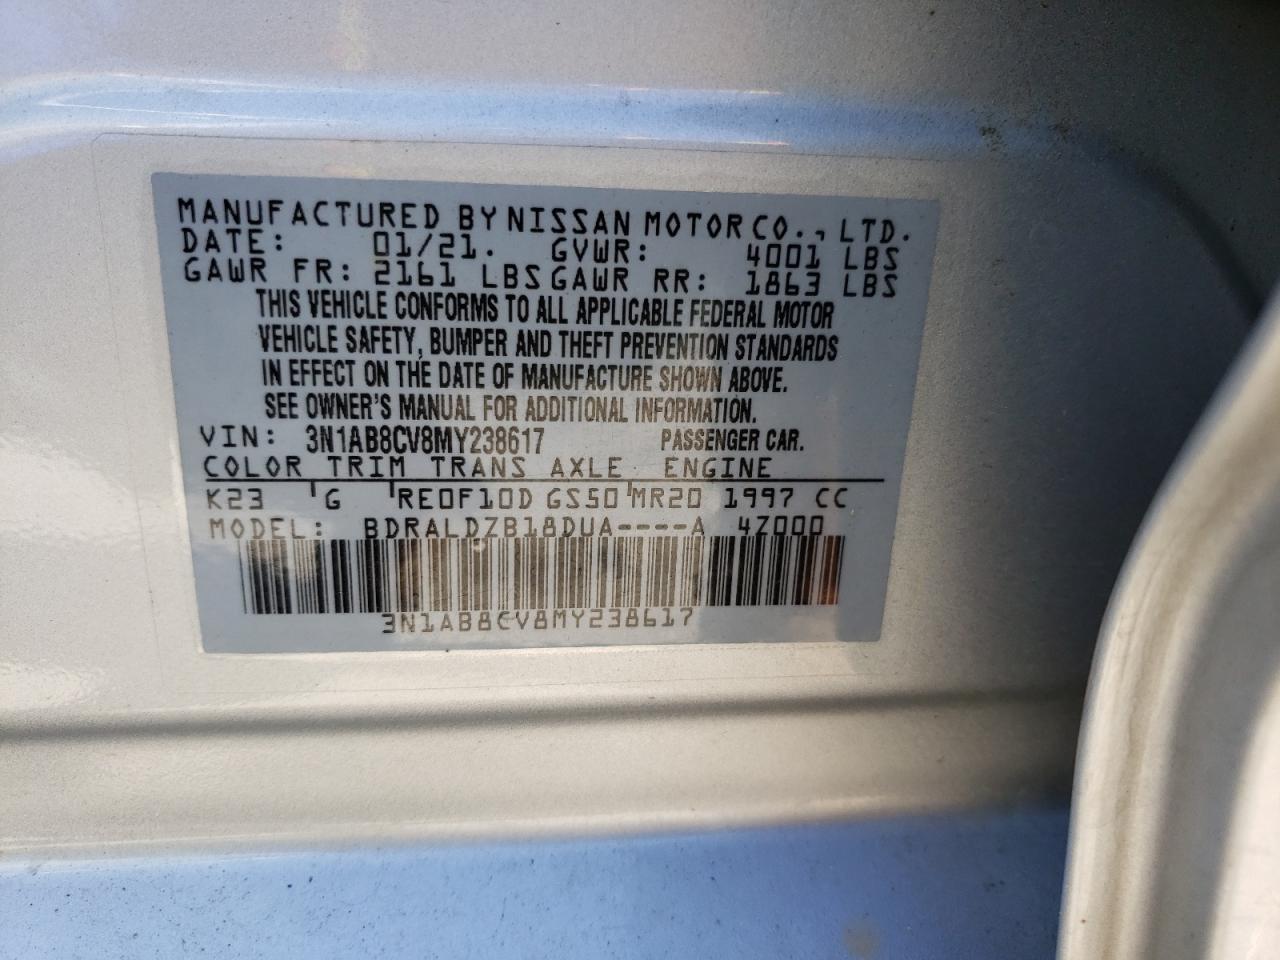 MANUFACTURED BY NISSAN MOTOR CO., LTD.
DATE: 01/21. GVWR: 4001 LBS
GAWR FR: 2161 LBS GAWR RR: 1863 LBS
THIS VEHICLE CONFORMS TO ALL APPLICABLE FEDERAL MOTOR
VEHICLE SAFETY, BUMPER AND THEFT PREVENTION STANDARDS
IN EFFECT ON THE DATE OF MANUFACTURE SHOWN ABOVE.
SEE OWNER'S MANUAL FOR ADDITIONAL INFORMATION.
VIN: 3N1AB8CV8MY238617 PASSENGER CAR.
COLOR TRIM TRANS AXLE ENGINE
K23 G RE0F10D GS50 MR20 1997 CC
MODEL: BDRALDZB18DUA----A 4Z000
3N1AB8CV8MY238617